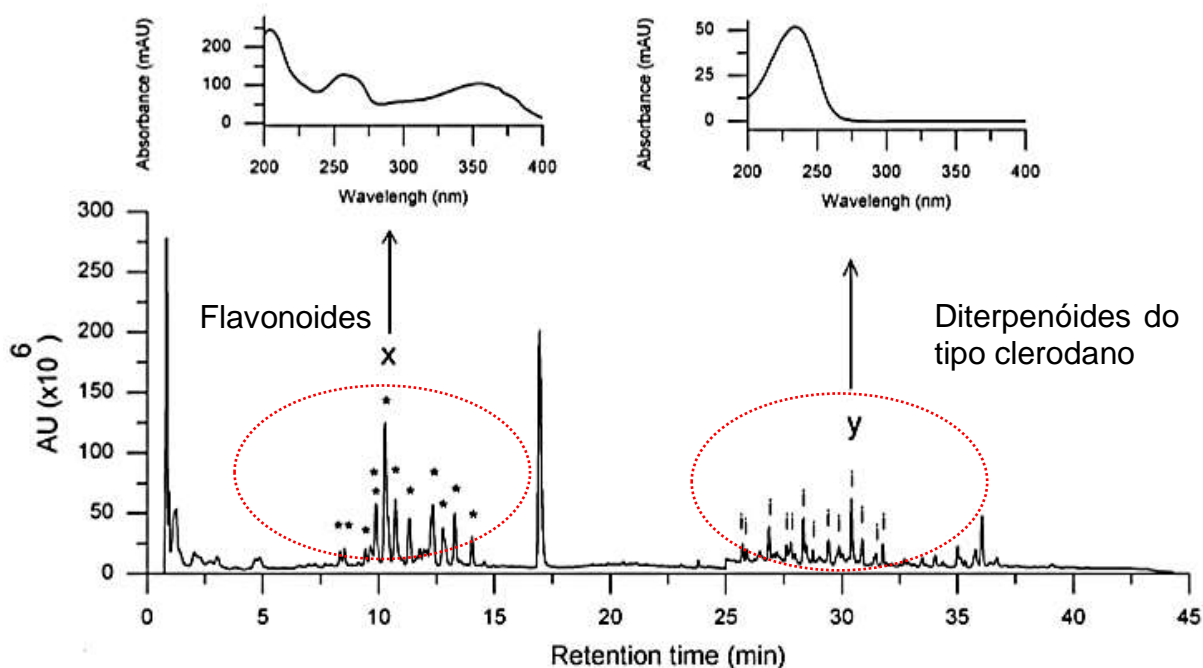 Absorbance (mAU)
200
100
0
200 250 300 350 400
Wavelengh (nm)
Absorbance (mAU)
50
25
0
200 250 300 350 400
Wavelengh (nm)
300
250
200
150
100
50
0
AU (x10 6)
Flavonoides
x
* * * * * * * * * * * *
Diterpenóides do
tipo clerodano
y
i i i i i i i i i i i i i
0 5 10 15 20 25 30 35 40 45
Retention time (min)